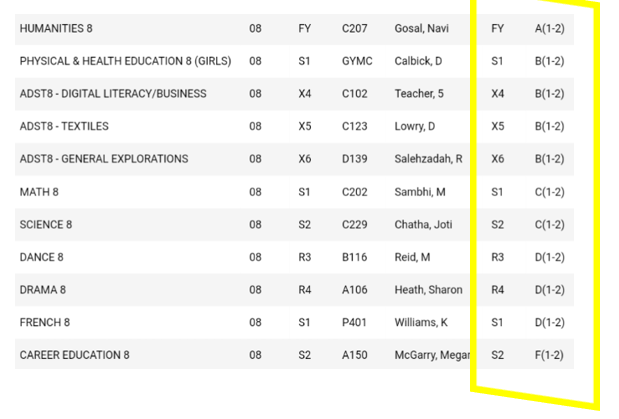 HUMANITIES 8 08 FY C207 Gosal, Navi FY A(1-2)
PHYSICAL & HEALTH EDUCATION 8 (GIRLS) 08 S1 GYMC Calbick, D S1 B(1-2)
ADST8 - DIGITAL LITERACY/BUSINESS 08 X4 C102 Teacher, 5 X4 B(1-2)
ADST8 - TEXTILES 08 X5 C123 Lowry, D X5 B(1-2)
ADST8 - GENERAL EXPLORATIONS 08 X6 D139 Salehzadah, R X6 B(1-2)
MATH 8 08 S1 C202 Sambhi, M S1 C(1-2)
SCIENCE 8 08 S2 C229 Chatha, Joti S2 C(1-2)
DANCE 8 08 R3 B116 Reid, M R3 D(1-2)
DRAMA 8 08 R4 A106 Heath, Sharon R4 D(1-2)
FRENCH 8 08 S1 P401 Williams, K S1 D(1-2)
CAREER EDUCATION 8 08 S2 A150 McGarry, Megan S2 F(1-2)